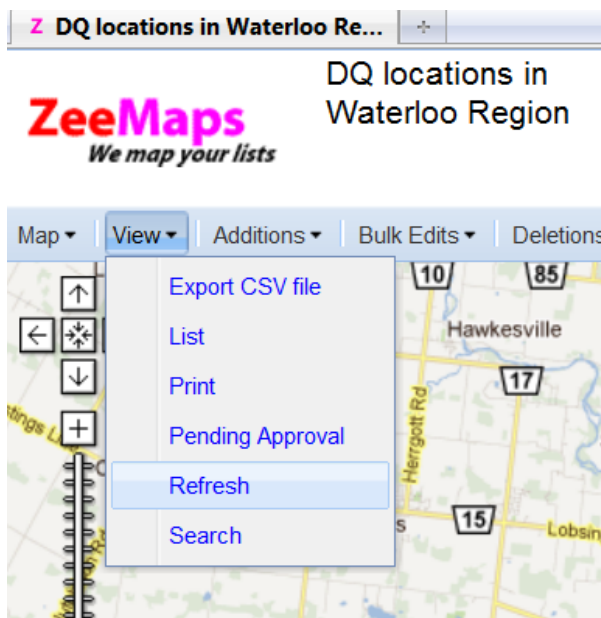 Z DQ locations in Waterloo Re...
DQ locations in
Waterloo Region
ZeeMaps
We map your lists
Map View Additions Bulk Edits Deletions
Export CSV file
List
Print
Pending Approval
Refresh
Search
10 85
Hawkesville
17
Herrgott Rd
15
Lobsin